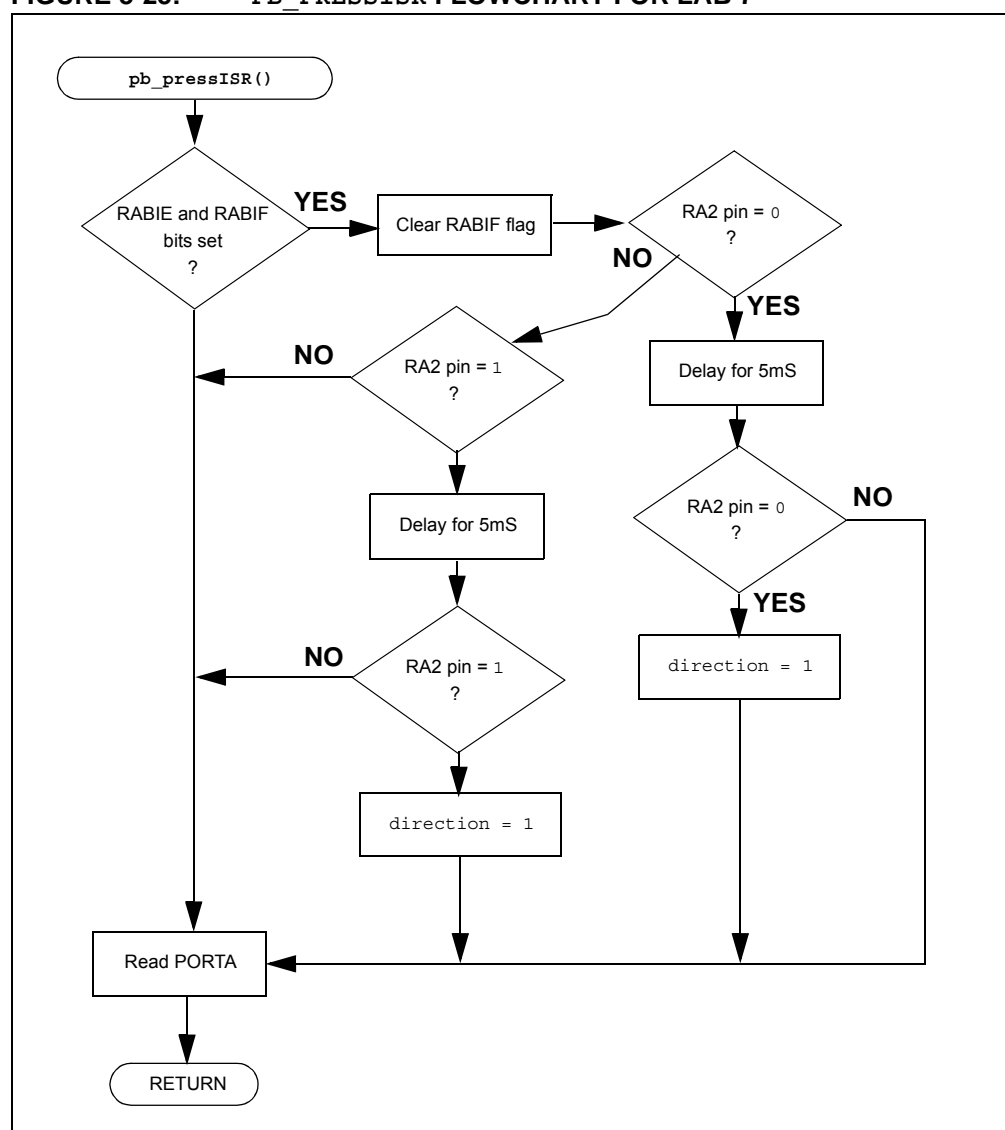 FIGURE 3-23: PB_PRESSISR FLOWCHART FOR LAB 7
pb_pressISR()
RABIE and RABIF
bits set
?
YES
Clear RABIF flag
RA2 pin = 0
?
NO
YES
RA2 pin = 1
?
NO
Delay for 5mS
Delay for 5mS
RA2 pin = 0
?
NO
YES
RA2 pin = 1
?
NO
direction = 1
direction = 1
Read PORTA
RETURN